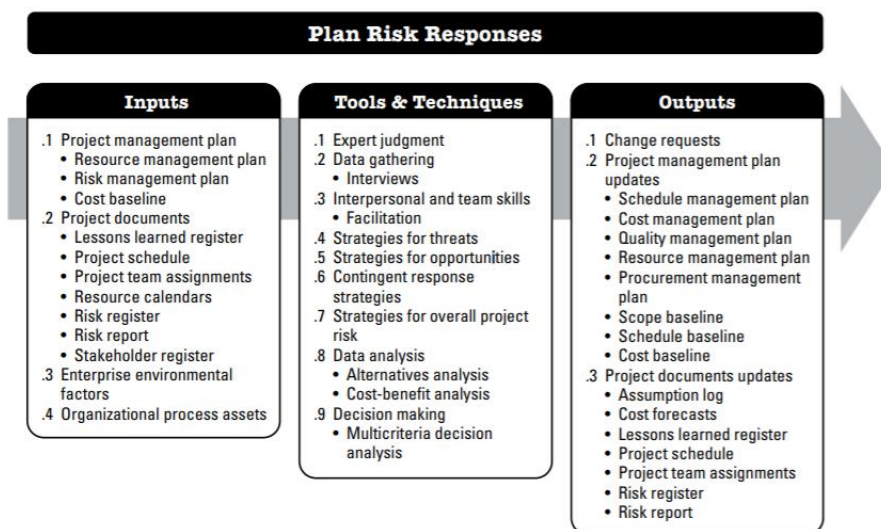 Plan Risk Responses
Inputs
.1 Project management plan
• Resource management plan
• Risk management plan
• Cost baseline
.2 Project documents
• Lessons learned register
• Project schedule
• Project team assignments
• Resource calendars
• Risk register
• Risk report
• Stakeholder register
.3 Enterprise environmental
factors
.4 Organizational process assets
Tools & Techniques
.1 Expert judgment
.2 Data gathering
• Interviews
.3 Interpersonal and team skills
• Facilitation
.4 Strategies for threats
.5 Strategies for opportunities
.6 Contingent response
strategies
.7 Strategies for overall project
risk
.8 Data analysis
• Alternatives analysis
• Cost-benefit analysis
.9 Decision making
• Multicriteria decision
analysis
Outputs
.1 Change requests
.2 Project management plan
updates
• Schedule management plan
• Cost management plan
• Quality management plan
• Resource management plan
• Procurement management
plan
• Scope baseline
• Schedule baseline
• Cost baseline
.3 Project documents updates
• Assumption log
• Cost forecasts
• Lessons learned register
• Project schedule
• Project team assignments
• Risk register
• Risk report